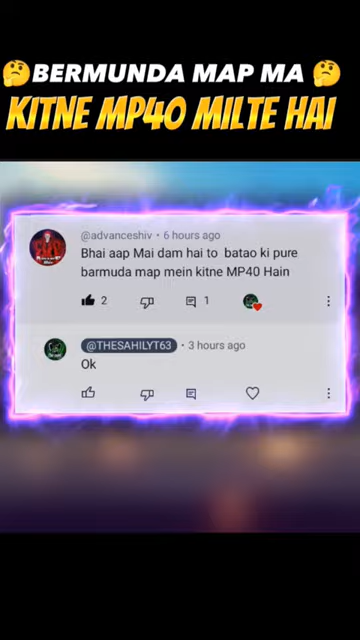 🤔BERMUNDA MAP MA 🤔
KITNE MP40 MILTE HAI
@advanceshiv • 6 hours ago
Bhai aap Mai dam hai to batao ki pure
barmuda map mein kitne MP40 Hain
2 1
@THESAHILYT63 • 3 hours ago
Ok